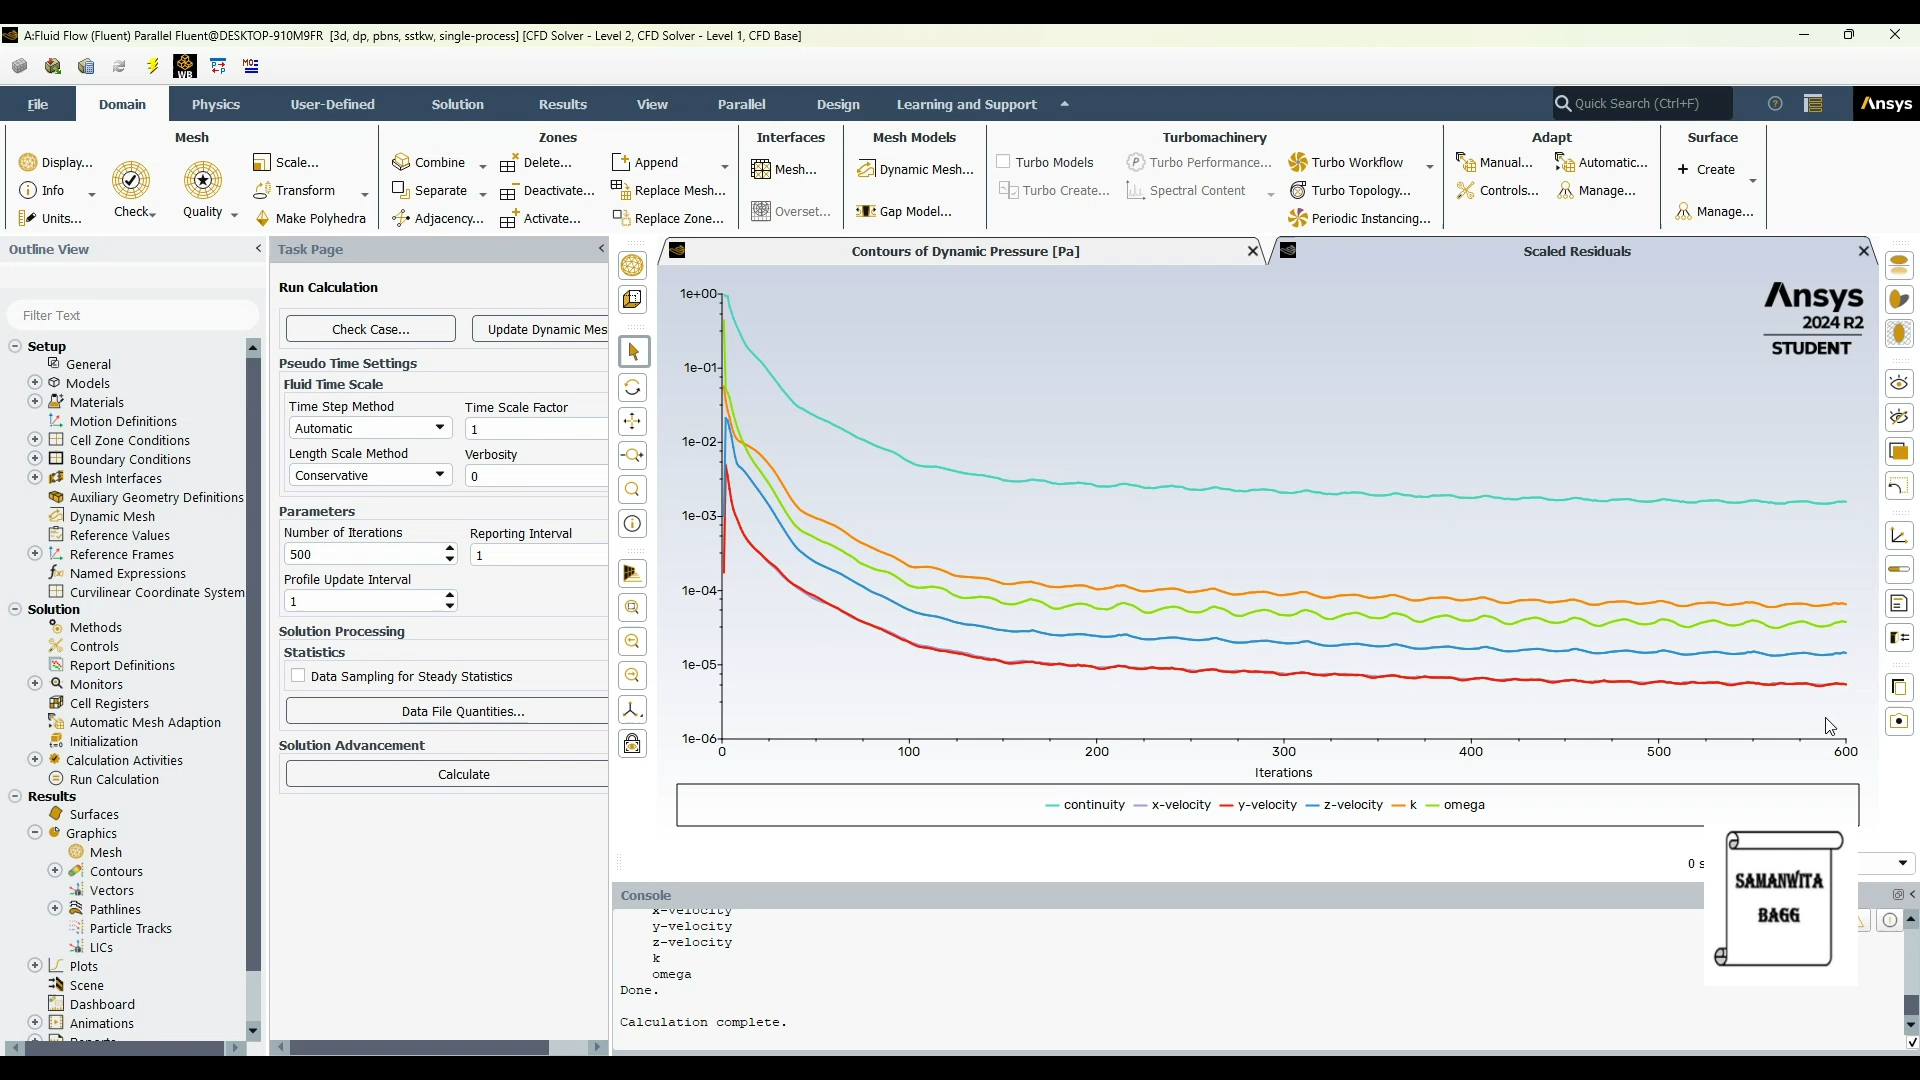 A:Fluid Flow (Fluent) Parallel Fluent@DESKTOP-910M9FR [3d, dp, pbns, sstkw, single-process] [CFD Solver - Level 2, CFD Solver - Level 1, CFD Base]
WB
File Domain Physics User-Defined Solution Results View Parallel Design Learning and Support Quick Search (Ctrl+F) Ansys
Mesh Zones Interfaces Mesh Models Turbomachinery Adapt Surface
Display... Scale... Combine Delete... Append Mesh... Dynamic Mesh... Turbo Models Turbo Performance... Turbo Workflow Manual... Automatic... Create
Info Transform Separate Deactivate... Replace Mesh... Turbo Create... Spectral Content Turbo Topology... Controls... Manage...
Check Quality Overset... Gap Model... Manage...
Units... Make Polyhedra Adjacency... Activate... Replace Zone... Periodic Instancing...
Outline View
Filter Text
Setup
General
Models
Materials
Motion Definitions
Cell Zone Conditions
Boundary Conditions
Mesh Interfaces
Auxiliary Geometry Definitions
Dynamic Mesh
Reference Values
Reference Frames
Named Expressions
Curvilinear Coordinate System
Solution
Methods
Controls
Report Definitions
Monitors
Cell Registers
Automatic Mesh Adaption
Initialization
Calculation Activities
Run Calculation
Results
Surfaces
Graphics
Mesh
Contours
Vectors
Pathlines
Particle Tracks
LICs
Plots
Scene
Dashboard
Animations
Task Page
Run Calculation
Check Case... Update Dynamic Mes
Pseudo Time Settings
Fluid Time Scale
Time Step Method Time Scale Factor
Automatic 1
Length Scale Method Verbosity
Conservative 0
Parameters
Number of Iterations Reporting Interval
500 1
Profile Update Interval
1
Solution Processing
Statistics
Data Sampling for Steady Statistics
Data File Quantities...
Solution Advancement
Calculate
Contours of Dynamic Pressure [Pa] Scaled Residuals
Ansys
2024 R2
STUDENT
1e+00
1e-01
1e-02
1e-03
1e-04
1e-05
1e-06
0 100 200 300 400 500 600
Iterations
continuity x-velocity y-velocity z-velocity k omega
0 s
SAMANWITA
BAGG
Console
x-velocity
y-velocity
z-velocity
k
omega
Done.
Calculation complete.